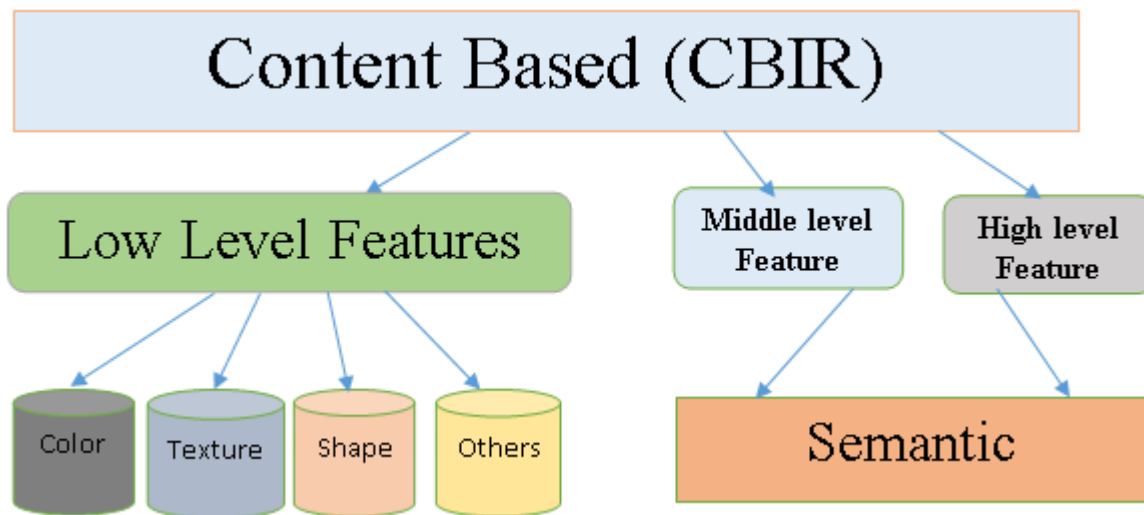 Content Based (CBIR)
Low Level Features
Middle level
Feature
High level
Feature
Color
Texture
Shape
Others
Semantic